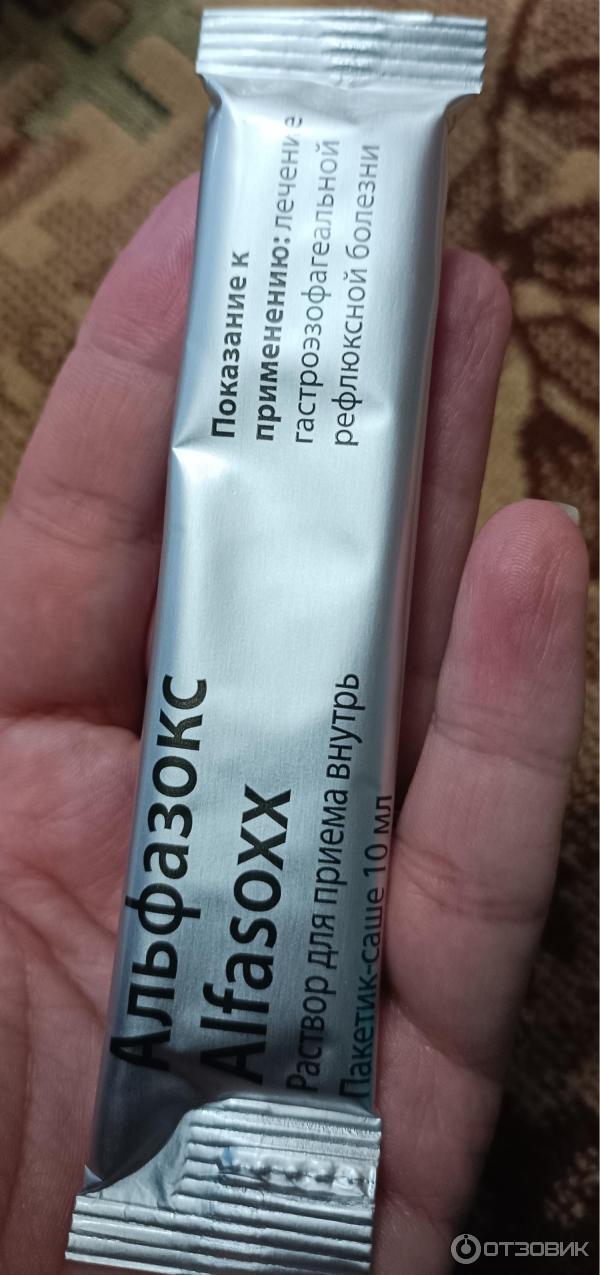 Показание к
применению: лечение
гастроэзофагеальной
рефлюксной болезни
Альфазокс
Alfasoxx
Раствор для приема внутрь
Пакетик-саше 10 мл
ОТЗОВИК